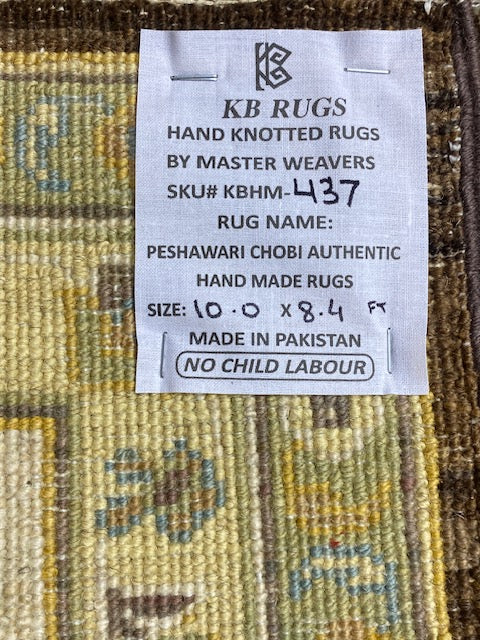 KB
KB RUGS
HAND KNOTTED RUGS
BY MASTER WEAVERS
SKU# KBHM-437
RUG NAME:
PESHAWARI CHOBI AUTHENTIC
HAND MADE RUGS
SIZE: 10.0 X 8.4 FT
MADE IN PAKISTAN
NO CHILD LABOUR